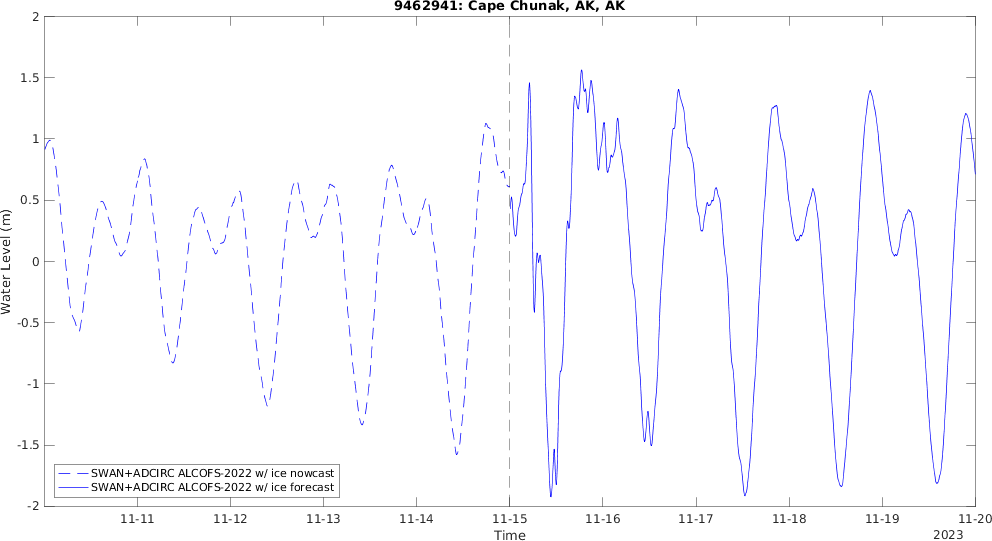 9462941: Cape Chunak, AK, AK
2
1.5
1
0.5
0
-0.5
-1
-1.5
-2
Water Level (m)
SWAN+ADCIRC ALCOFS-2022 w/ ice nowcast
SWAN+ADCIRC ALCOFS-2022 w/ ice forecast
11-11 11-12 11-13 11-14 11-15 11-16 11-17 11-18 11-19 11-20
Time
2023